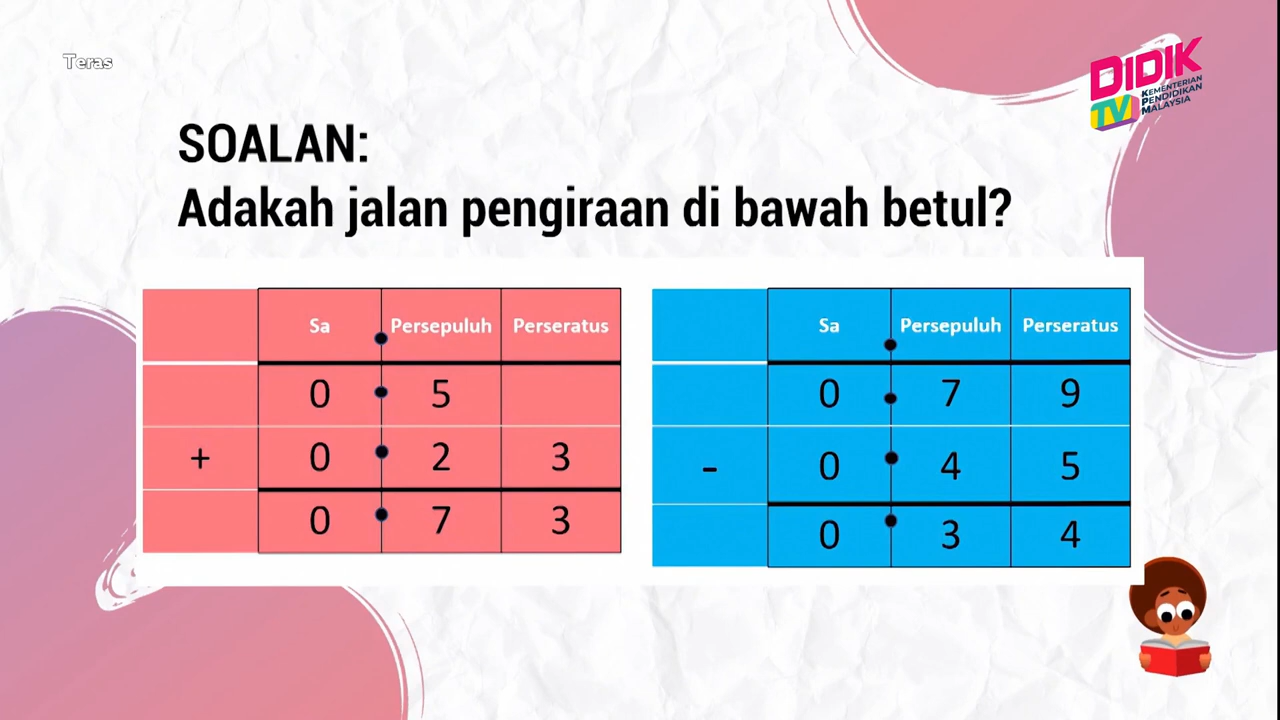 Teras
DIDIK
TV
KEMENTERIAN
PENDIDIKAN
MALAYSIA
SOALAN:
Adakah jalan pengiraan di bawah betul?
Sa . Persepuluh Perseratus
0 . 5
+ 0 . 2 3
0 . 7 3
Sa . Persepuluh Perseratus
0 . 7 9
- 0 . 4 5
0 . 3 4